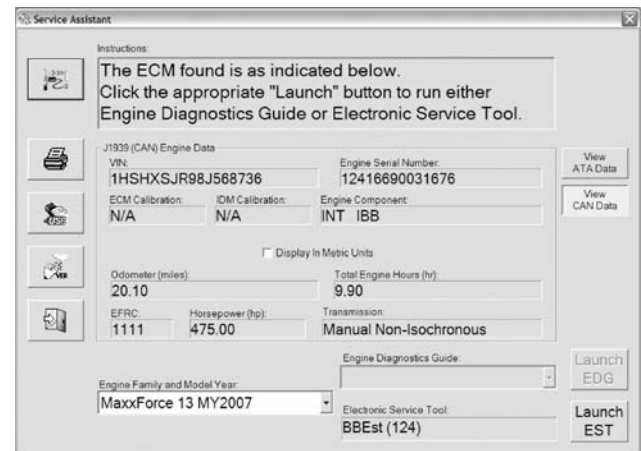 Service Assistant
Instructions:
The ECM found is as indicated below.
Click the appropriate "Launch" button to run either
Engine Diagnostics Guide or Electronic Service Tool.
J1939 (CAN) Engine Data
VIN:
1HSHXSJR98J568736
Engine Serial Number:
12416690031676
ECM Calibration:
N/A
IDM Calibration:
N/A
Engine Component:
INT IBB
Display In Metric Units
Odometer (miles):
20.10
Total Engine Hours (hr):
9.90
EFRC:
1111
Horsepower (hp):
475.00
Transmission:
Manual Non-Isochronous
View
ATA Data
View
CAN Data
USB
VER
Engine Family and Model Year:
MaxxForce 13 MY2007
Engine Diagnostics Guide:
Electronic Service Tool:
BBEst (124)
Launch
EDG
Launch
EST